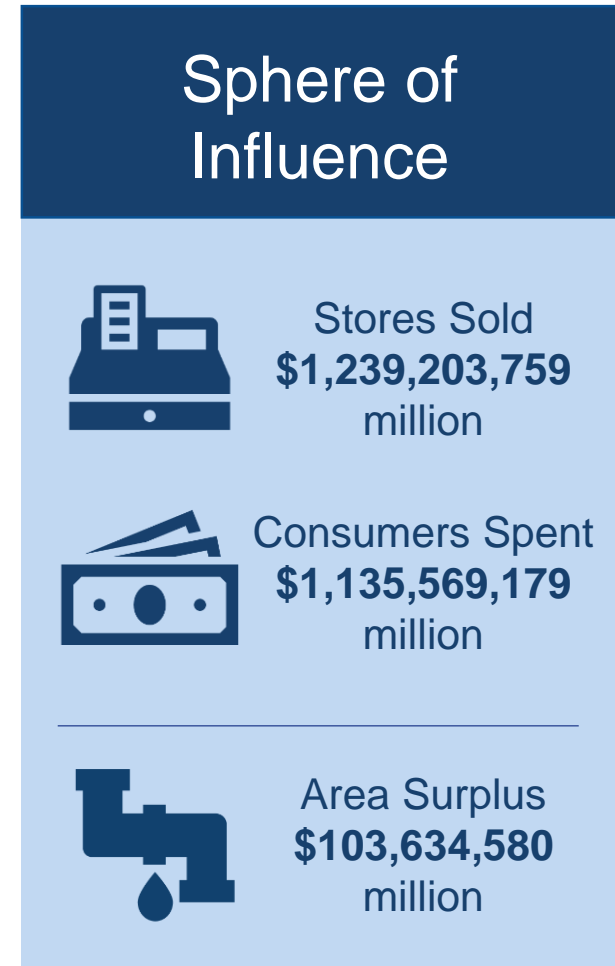 Sphere of
Influence
Stores Sold
$1,239,203,759
million
Consumers Spent
$1,135,569,179
million
Area Surplus
$103,634,580
million